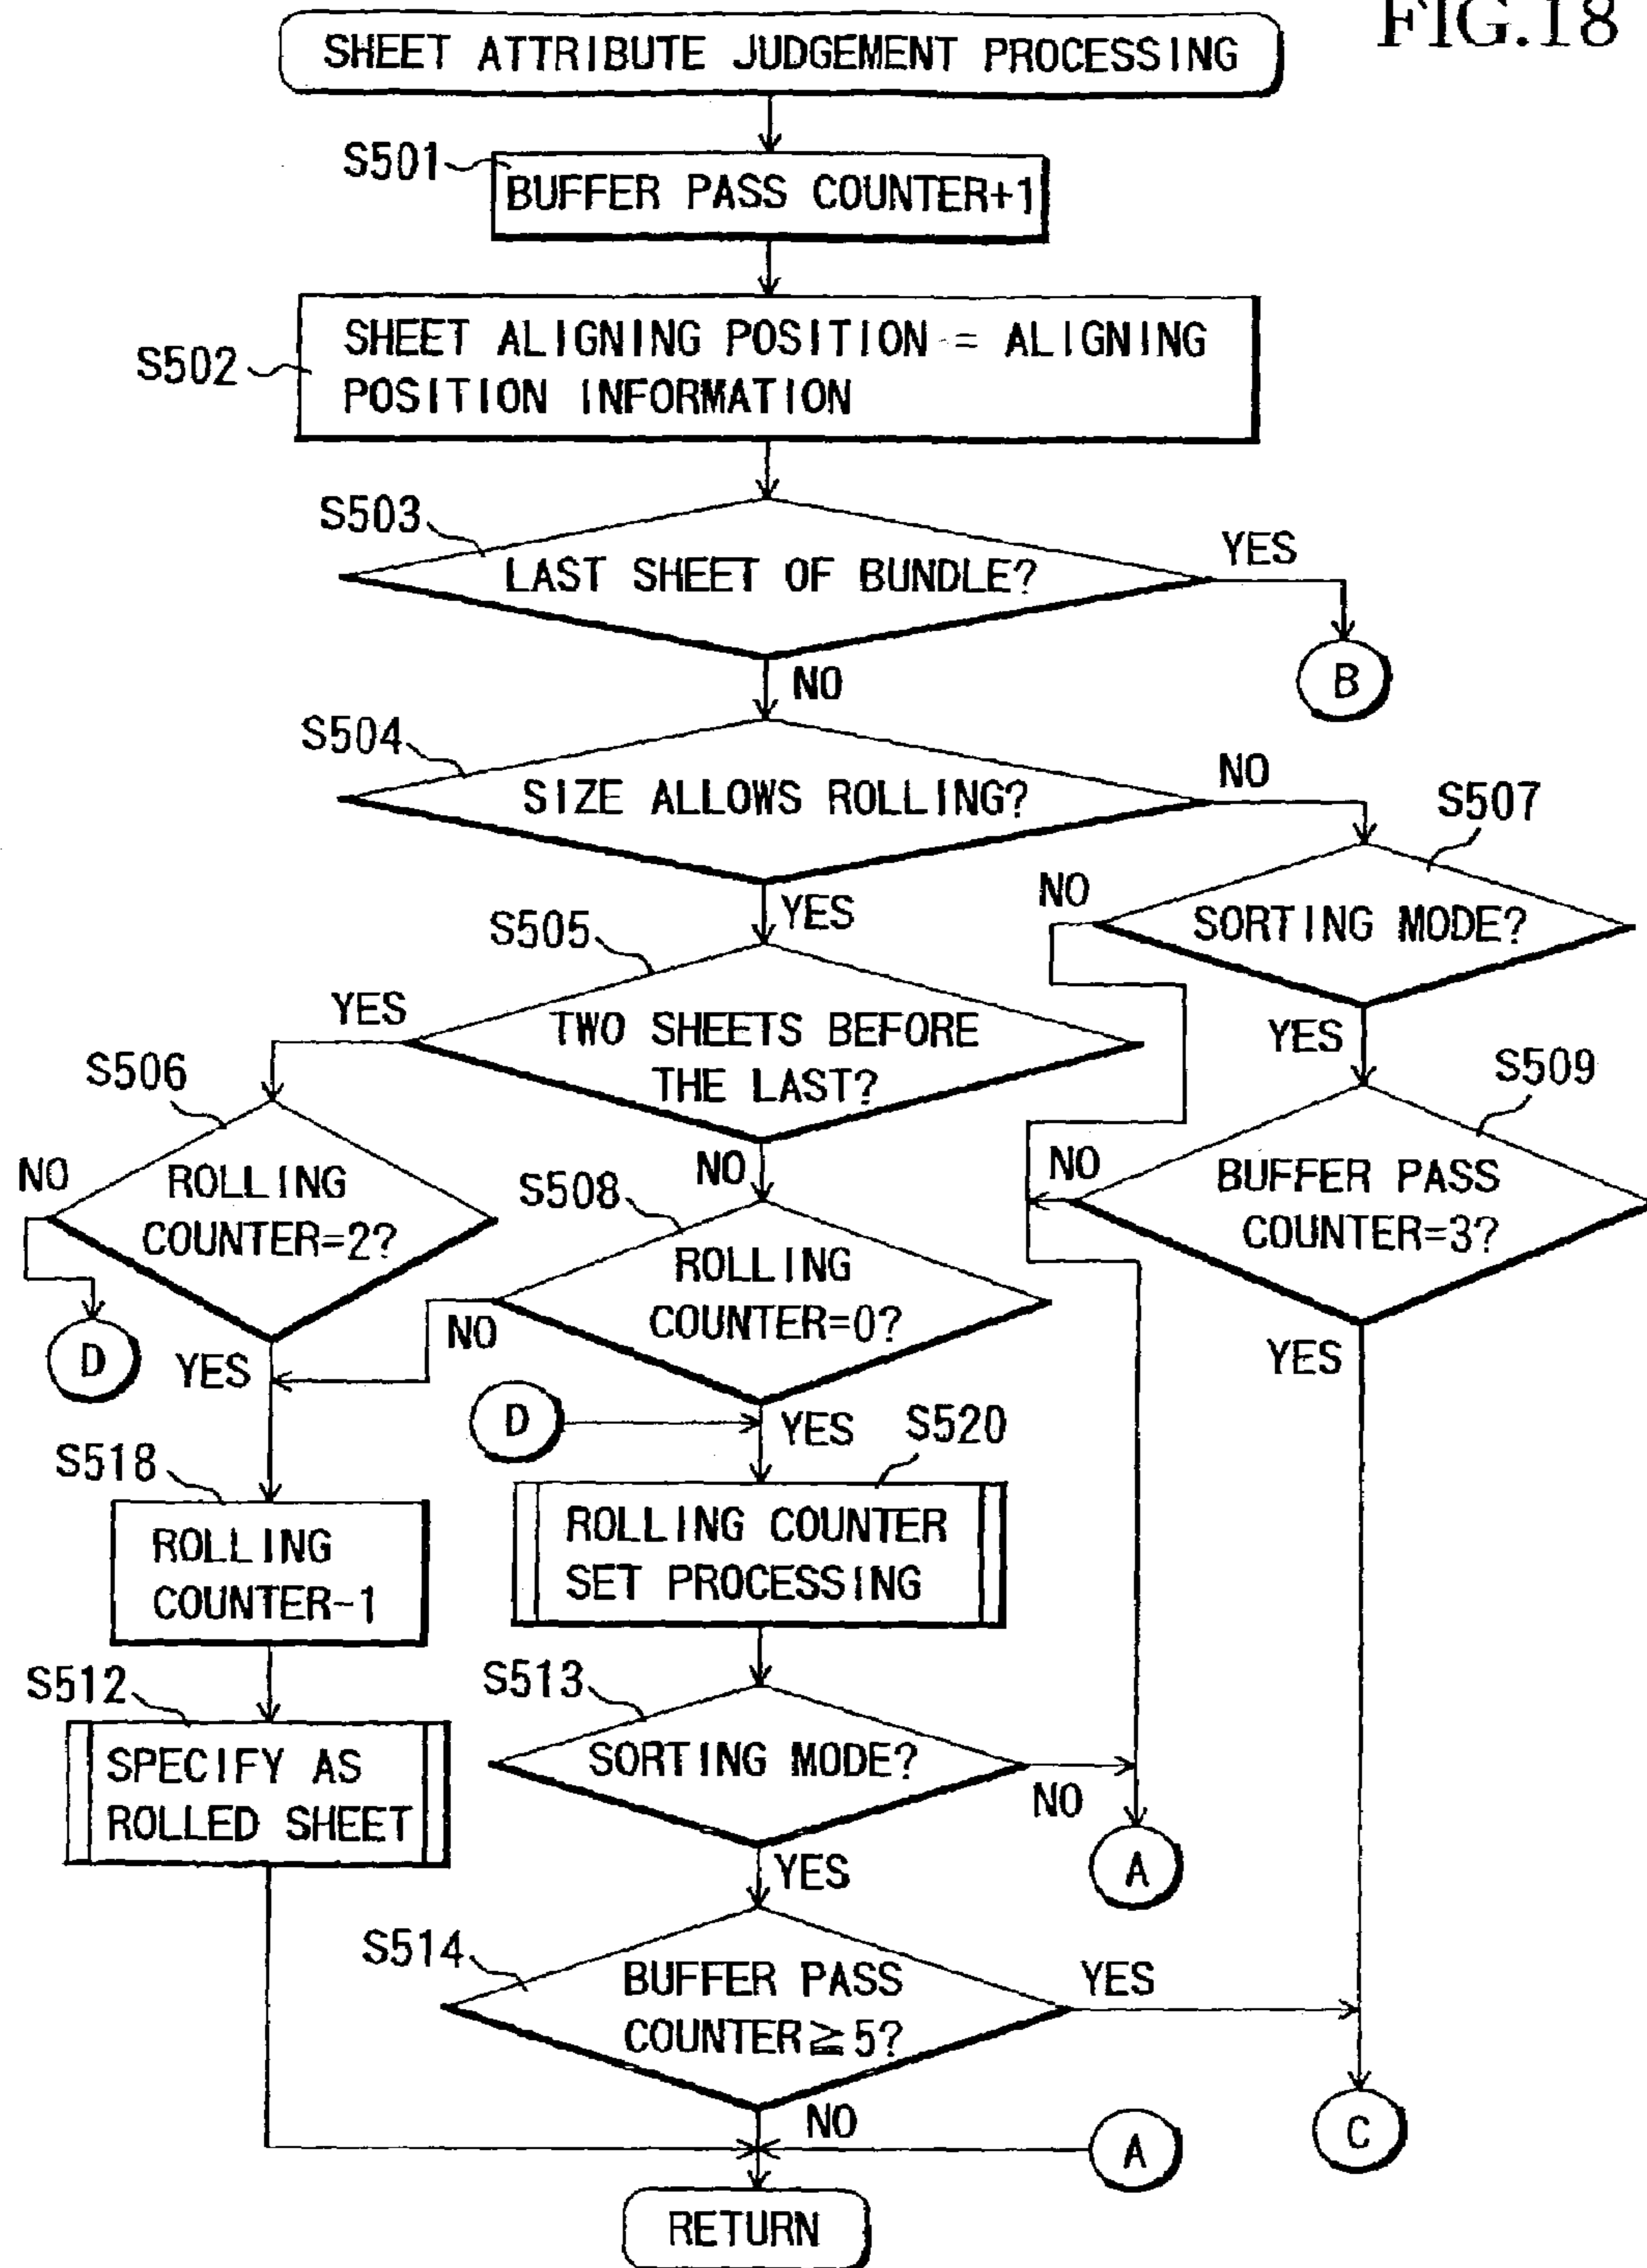 FIG.18
SHEET ATTRIBUTE JUDGEMENT PROCESSING
S501
BUFFER PASS COUNTER+1
S502
SHEET ALIGNING POSITION = ALIGNING
POSITION INFORMATION
S503
LAST SHEET OF BUNDLE?
YES
B
NO
S504
SIZE ALLOWS ROLLING?
NO
S507
YES
NO
SORTING MODE?
S505
YES
TWO SHEETS BEFORE
THE LAST?
YES
S509
S506
NO
ROLLING
COUNTER=2?
NO
S508
ROLLING
COUNTER=0?
NO
BUFFER PASS
COUNTER=3?
D
YES
NO
YES
D
YES
S520
S518
ROLLING
COUNTER-1
ROLLING COUNTER
SET PROCESSING
S512
SPECIFY AS
ROLLED SHEET
S513
SORTING MODE?
NO
A
YES
S514
BUFFER PASS
COUNTER≧5?
YES
NO
A
C
RETURN